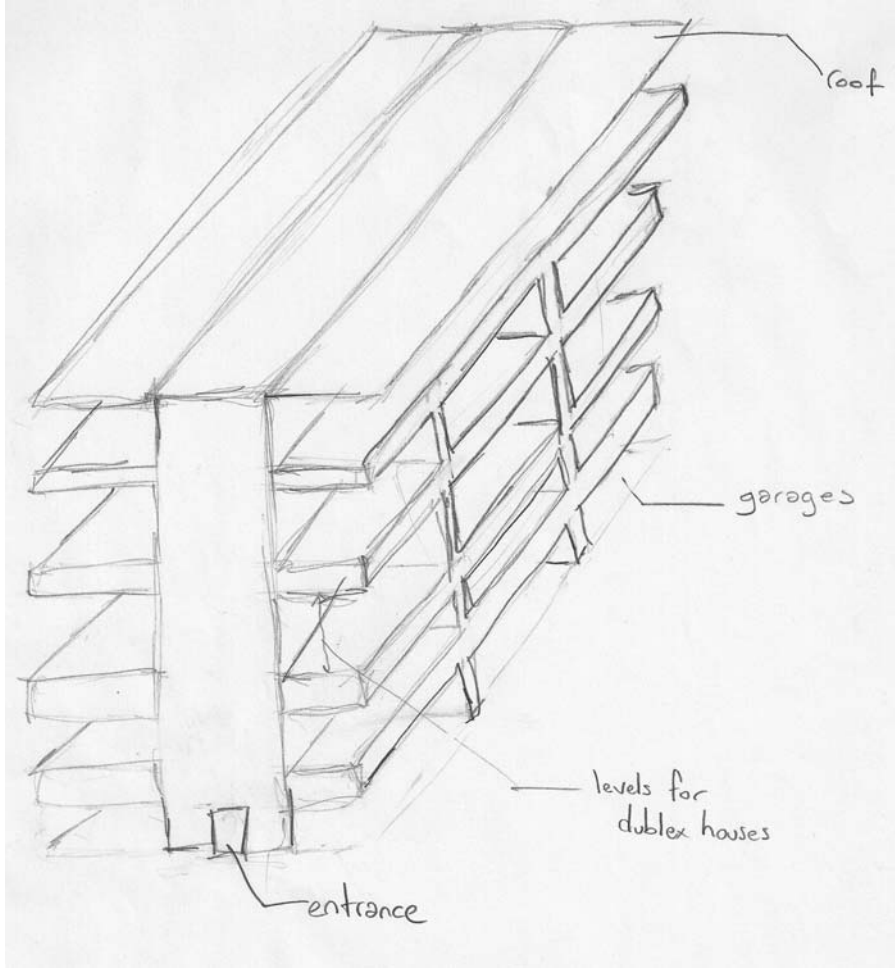 roof
garages
levels for
dublex houses
entrance